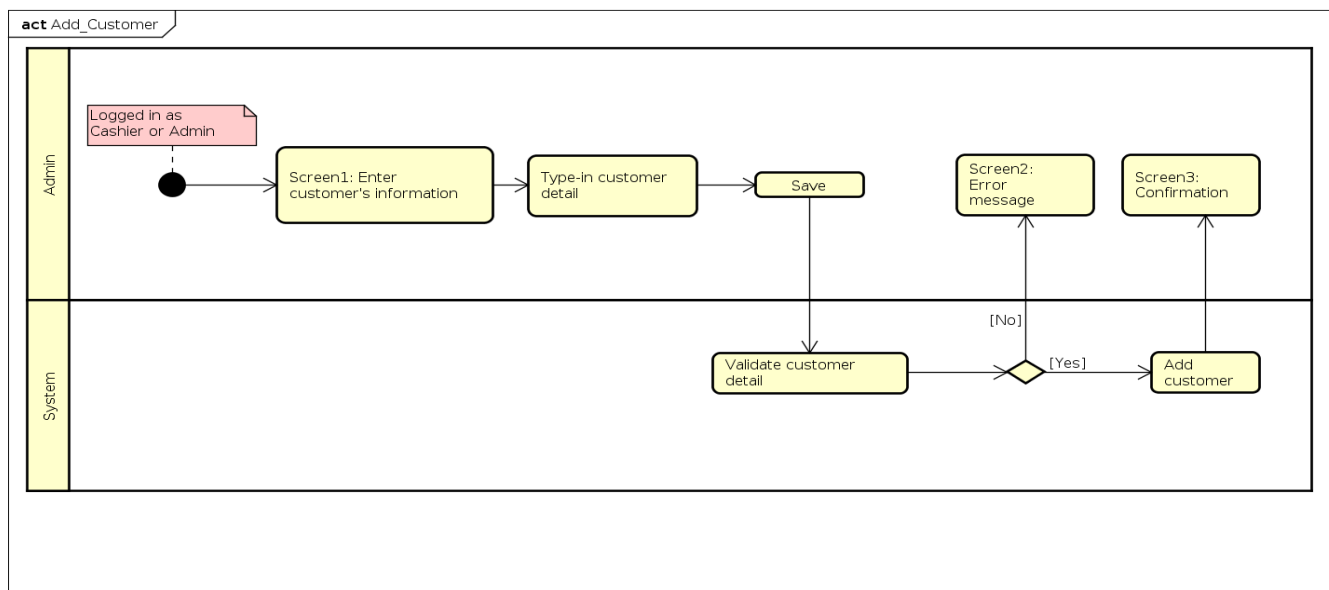 act Add_Customer
Admin
Logged in as
Cashier or Admin
Screen1: Enter
customer's information
Type-in customer
detail
Save
Screen2:
Error
message
Screen3:
Confirmation
System
[No]
Validate customer
detail
[Yes]
Add
customer